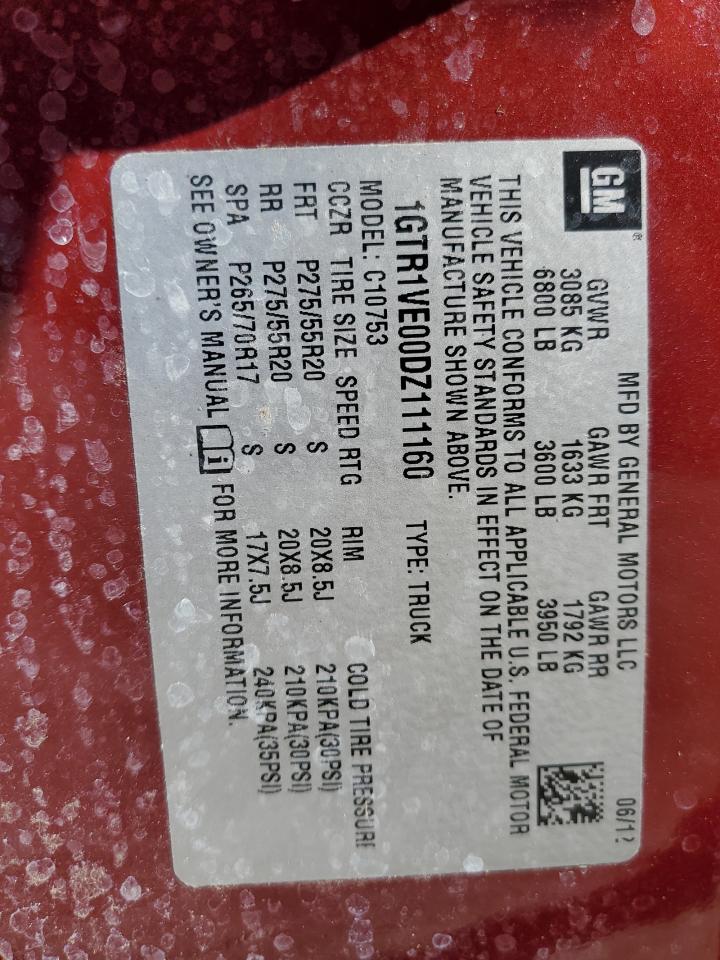 GM®
MFD BY GENERAL MOTORS LLC 06/12
GVWR GAWR FRT GAWR RR
3085 KG 1633 KG 1792 KG
6800 LB 3600 LB 3950 LB
THIS VEHICLE CONFORMS TO ALL APPLICABLE U.S. FEDERAL MOTOR
VEHICLE SAFETY STANDARDS IN EFFECT ON THE DATE OF
MANUFACTURE SHOWN ABOVE.
1GTR1VE00DZ111160 TYPE: TRUCK
MODEL: C10753
CCZR TIRE SIZE SPEED RTG RIM COLD TIRE PRESSURE
FRT P275/55R20 S 20X8.5J 210KPA(30PSI)
RR P275/55R20 S 20X8.5J 210KPA(30PSI)
SPA P265/70R17 S 17X7.5J 240KPA(35PSI)
SEE OWNER'S MANUAL i FOR MORE INFORMATION.